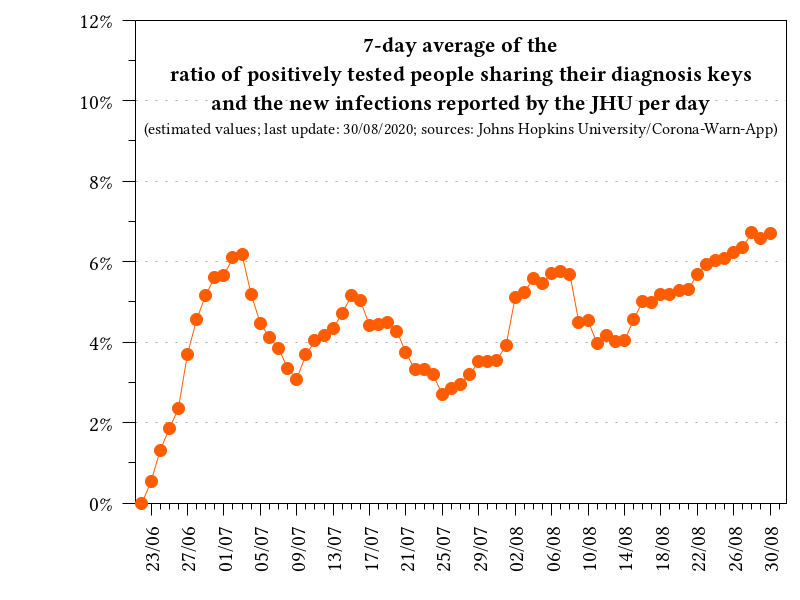 12%
7-day average of the
ratio of positively tested people sharing their diagnosis keys
10%
and the new infections reported by the JHU per day
(estimated values; last update: 30/08/2020; sources: Johns Hopkins University/Corona-Warn-App)
8%
6%
4%
2%
0%
23/06 27/06 01/07 05/07 09/07 13/07 17/07 21/07 25/07 29/07 02/08 06/08 10/08 14/08 18/08 22/08 26/08 30/08